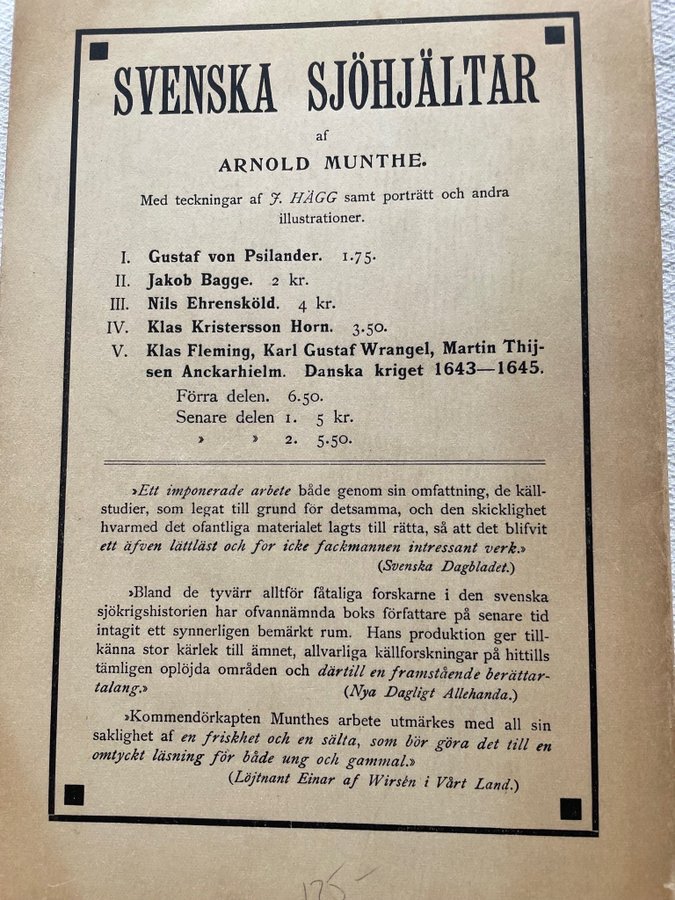 SVENSKA SJÖHJÄLTAR
af
ARNOLD MUNTHE.
Med teckningar af J. HÄGG samt porträtt och andra
illustrationer.
I. Gustaf von Psilander. 1.75.
II. Jakob Bagge. 2 kr.
III. Nils Ehrensköld. 4 kr.
IV. Klas Kristersson Horn. 3.50.
V. Klas Fleming, Karl Gustaf Wrangel, Martin Thij-
sen Anckarhielm. Danska kriget 1643—1645.
Förra delen. 6.50.
Senare delen 1. 5 kr.
» » 2. 5.50.
»Ett imponerade arbete både genom sin omfattning, de käll-
studier, som legat till grund för detsamma, och den skicklighet
hvarmed det ofantliga materialet lagts till rätta, så att det blifvit
ett äfven lättläst och for icke fackmannen intressant verk.»
(Svenska Dagbladet.)
»Bland de tyvärr alltför fåtaliga forskarne i den svenska
sjökrigshistorien har ofvannämnda boks författare på senare tid
intagit ett synnerligen bemärkt rum. Hans produktion ger till-
känna stor kärlek till ämnet, allvarliga källforskningar på hittills
tämligen oplöjda områden och därtill en framstående berättar-
talang.» (Nya Dagligt Allehanda.)
»Kommendörkapten Munthes arbete utmärkes med all sin
saklighet af en friskhet och en sälta, som bör göra det till en
omtyckt läsning för både ung och gammal.»
(Löjtnant Einar af Wirsén i Vårt Land.)
125-